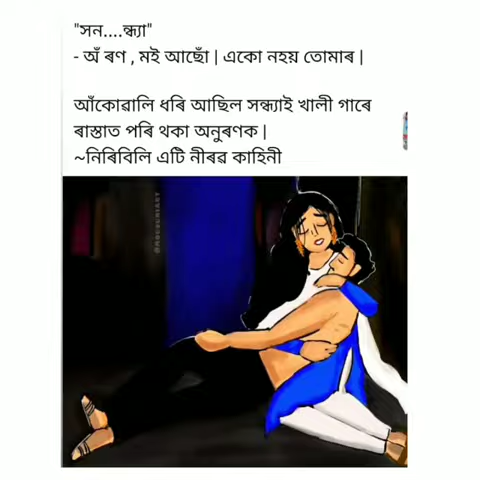 "সন....ন্ধ্যা"
- অঁ ৰণ , মই আছোঁ | একো নহয় তোমাৰ |
আঁকোৱালি ধৰি আছিল সন্ধ্যাই খালী গাৰে
ৰাস্তাত পৰি থকা অনুৰণক |
~নিৰিবিলি এটি নীৰৱ কাহিনী